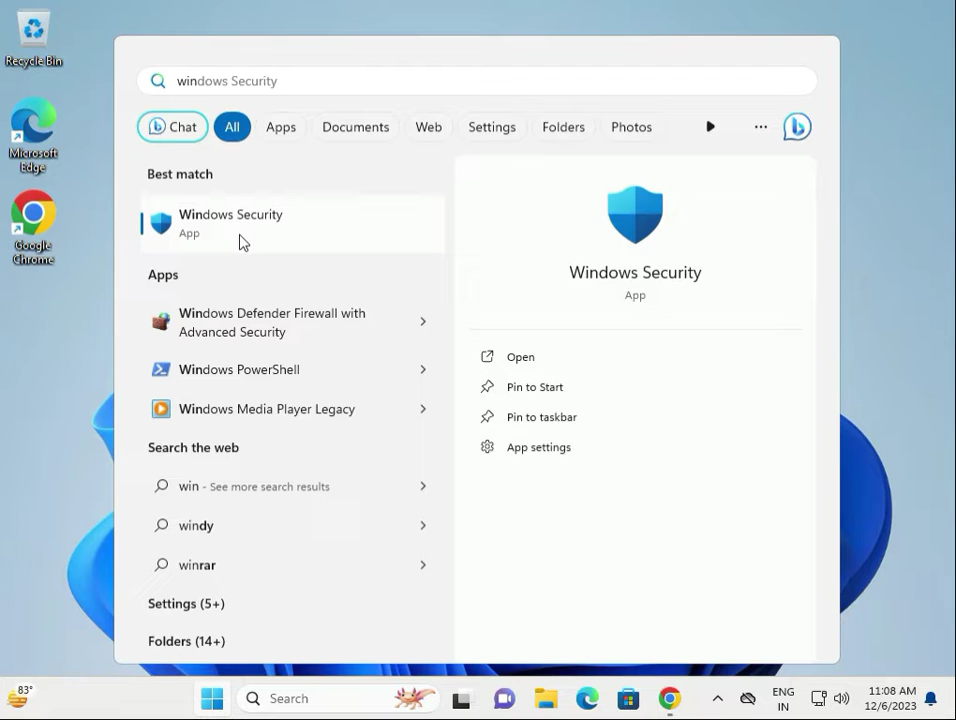 Recycle Bin
Microsoft
Edge
Google
Chrome
windows Security
Chat
All
Apps
Documents
Web
Settings
Folders
Photos
Best match
Windows Security
App
Apps
Windows Defender Firewall with
Advanced Security
Windows PowerShell
Windows Media Player Legacy
Search the web
win - See more search results
windy
winrar
Settings (5+)
Folders (14+)
Windows Security
App
Open
Pin to Start
Pin to taskbar
App settings
83°
Search
ENG
IN
11:08 AM
12/6/2023